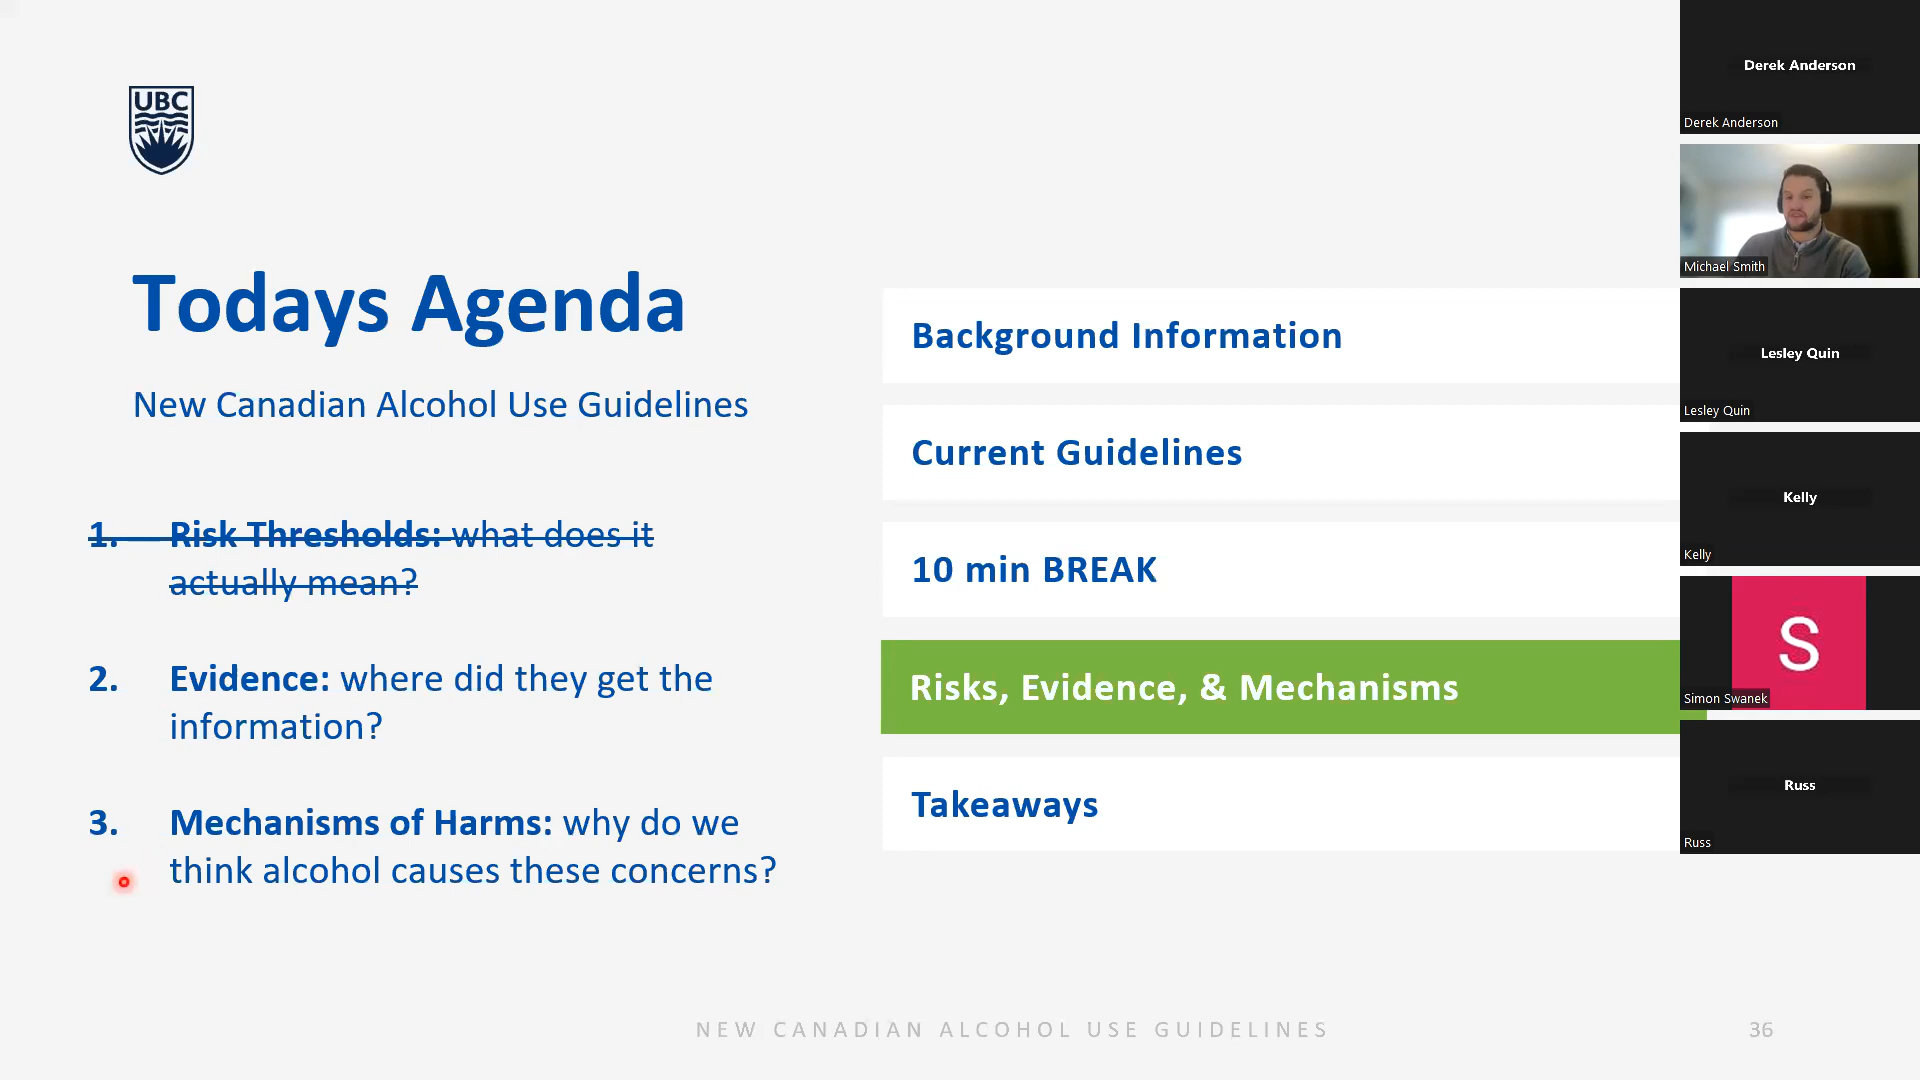 UBC
Todays Agenda
New Canadian Alcohol Use Guidelines
1. Risk Thresholds: what does it
actually mean?
2. Evidence: where did they get the
information?
3. Mechanisms of Harms: why do we
think alcohol causes these concerns?
Background Information
Current Guidelines
10 min BREAK
Risks, Evidence, & Mechanisms
Takeaways
NEW CANADIAN ALCOHOL USE GUIDELINES
36
Derek Anderson
Derek Anderson
Michael Smith
Lesley Quin
Lesley Quin
Kelly
Kelly
S
Simon Swanek
Russ
Russ